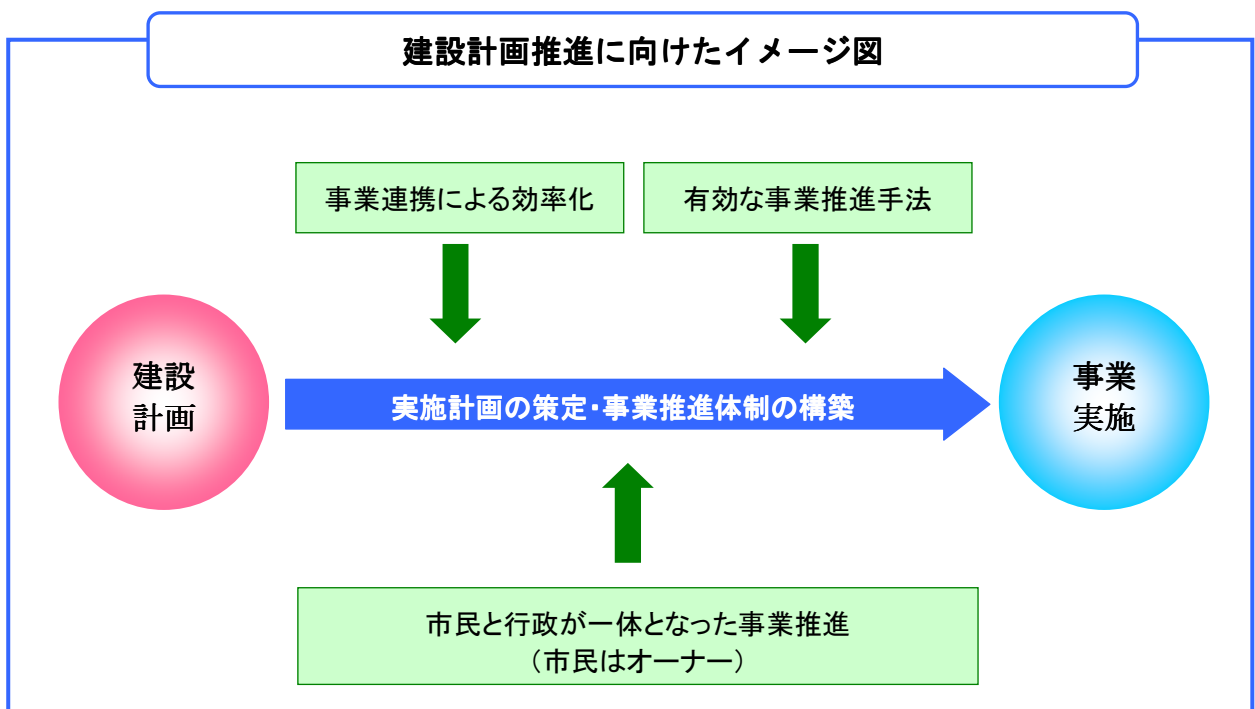 建設計画推進に向けたイメージ図
事業連携による効率化
有効な事業推進手法
建設
計画
実施計画の策定・事業推進体制の構築
事業
実施
市民と行政が一体となった事業推進
（市民はオーナー）